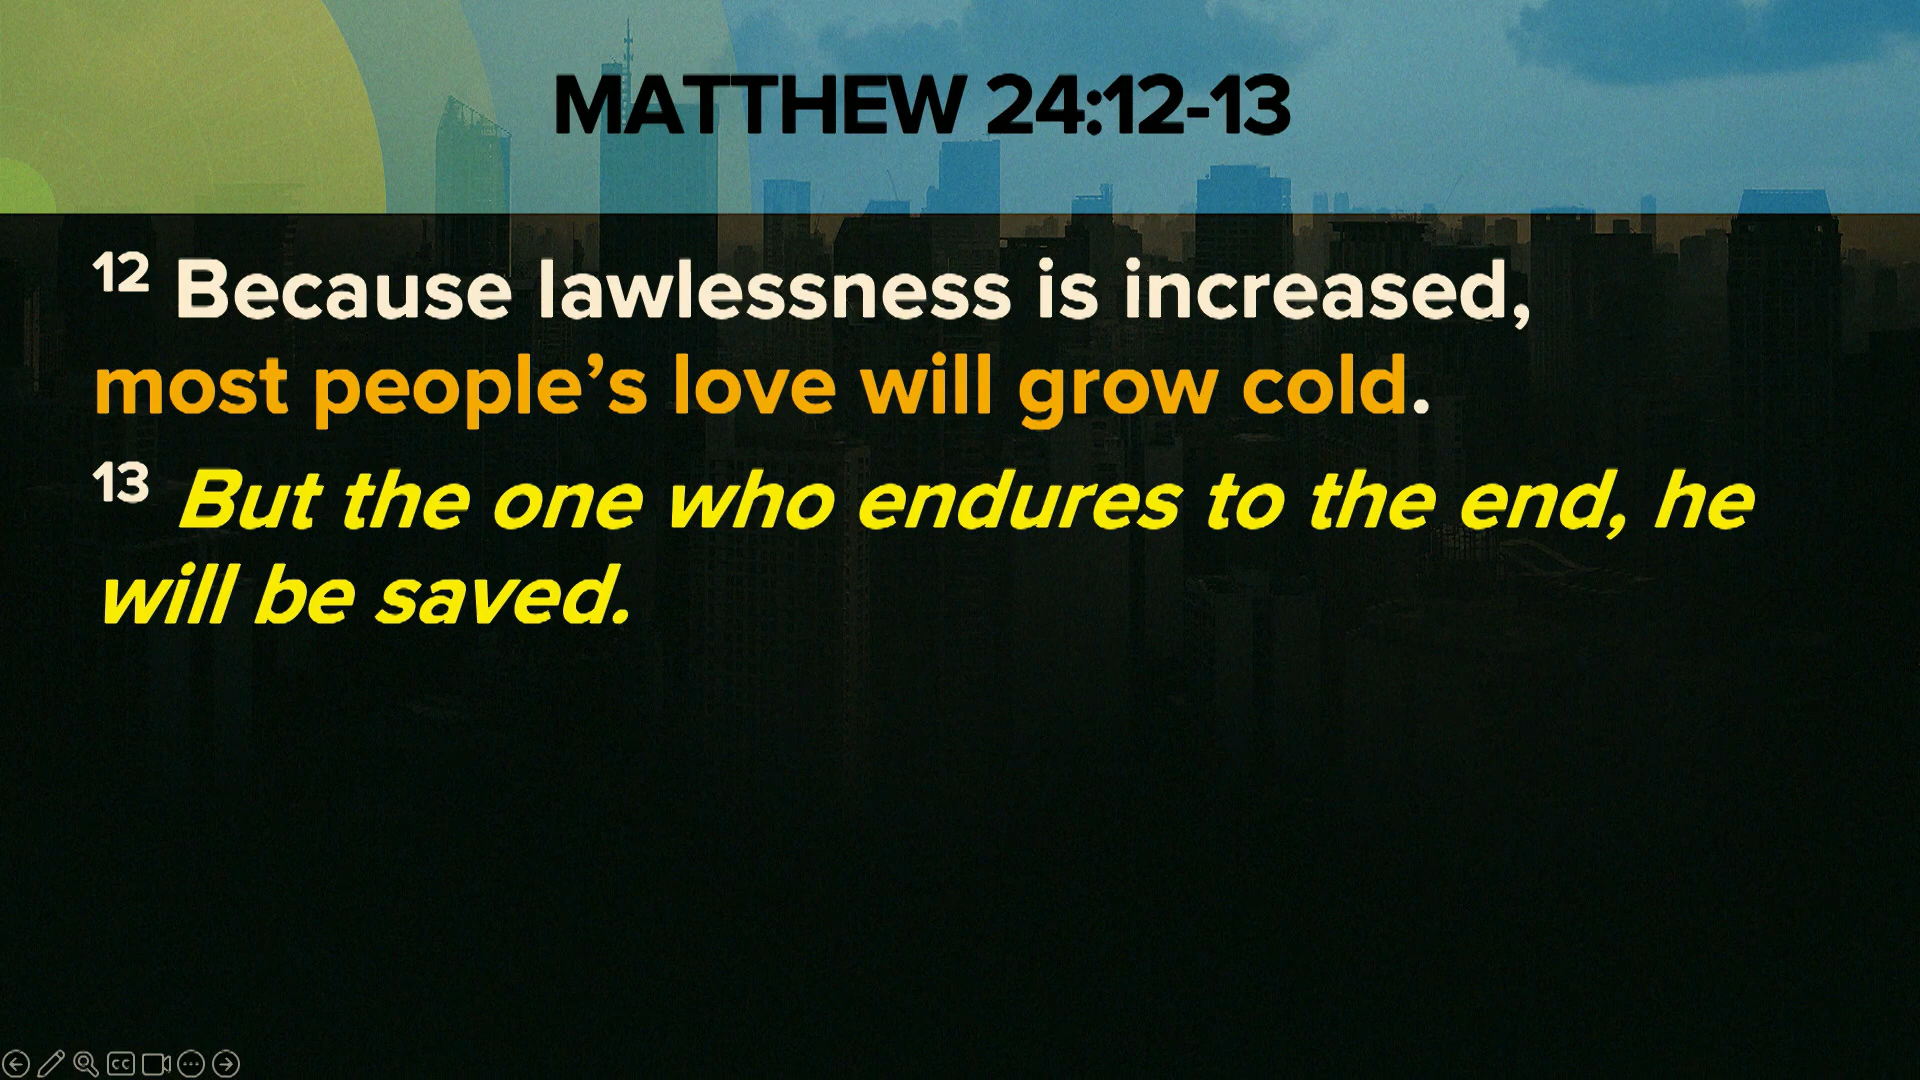 MATTHEW 24:12-13
12 Because lawlessness is increased,
most people’s love will grow cold.
13 But the one who endures to the end, he
will be saved.
CC